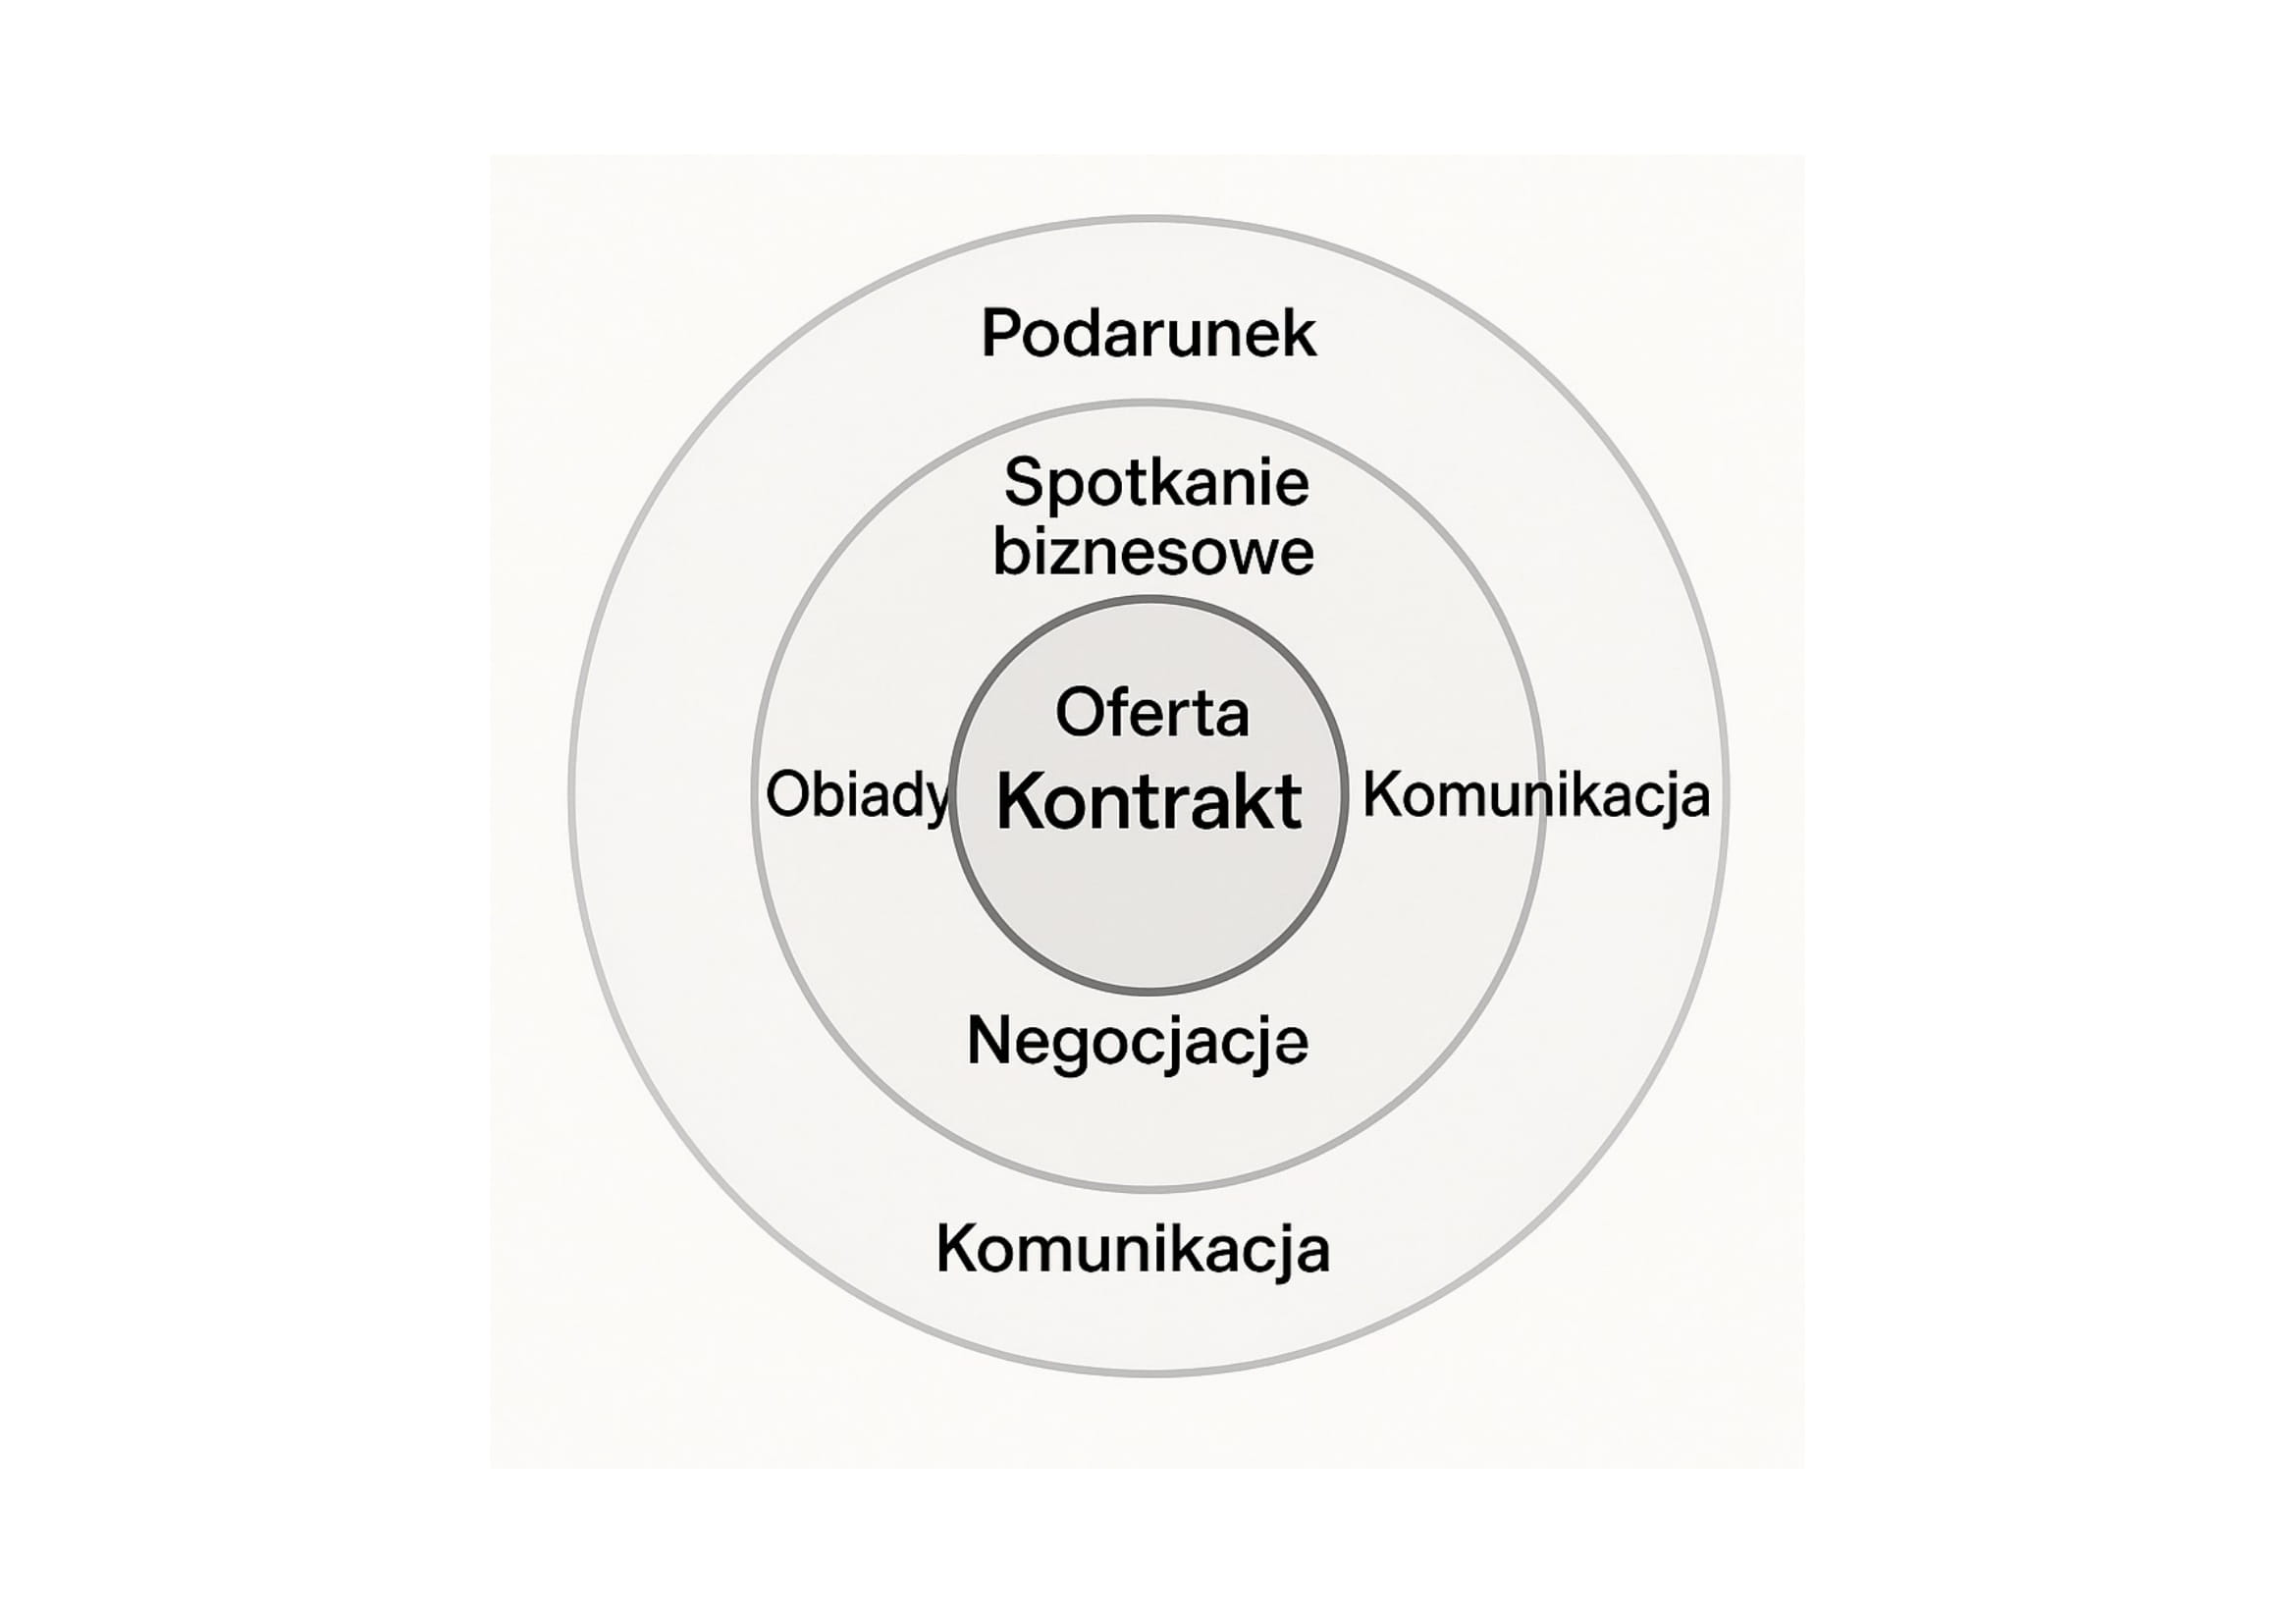 Podarunek
Spotkanie
biznesowe
Oferta
Obiady
Kontrakt
Komunikacja
Negocjacje
Komunikacja